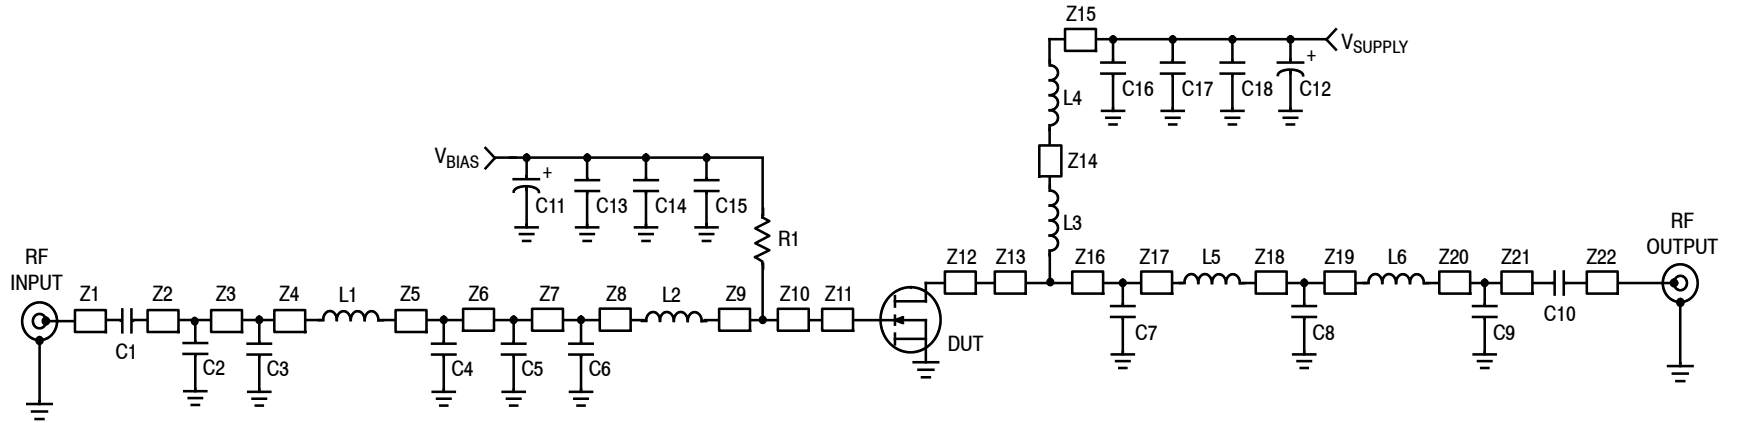 Z15
VSUPPLY
+
C16 C17 C18 C12
L4
Z14
VBIAS
+
C11 C13 C14 C15
L3
R1
RF
OUTPUT
RF
INPUT
Z12 Z13 Z16 Z17 L5 Z18 Z19 L6 Z20 Z21 Z22
Z1 Z2 Z3 Z4 L1 Z5 Z6 Z7 Z8 L2 Z9 Z10 Z11
C10
C7 C8 C9
DUT
C1
C2 C3 C4 C5 C6